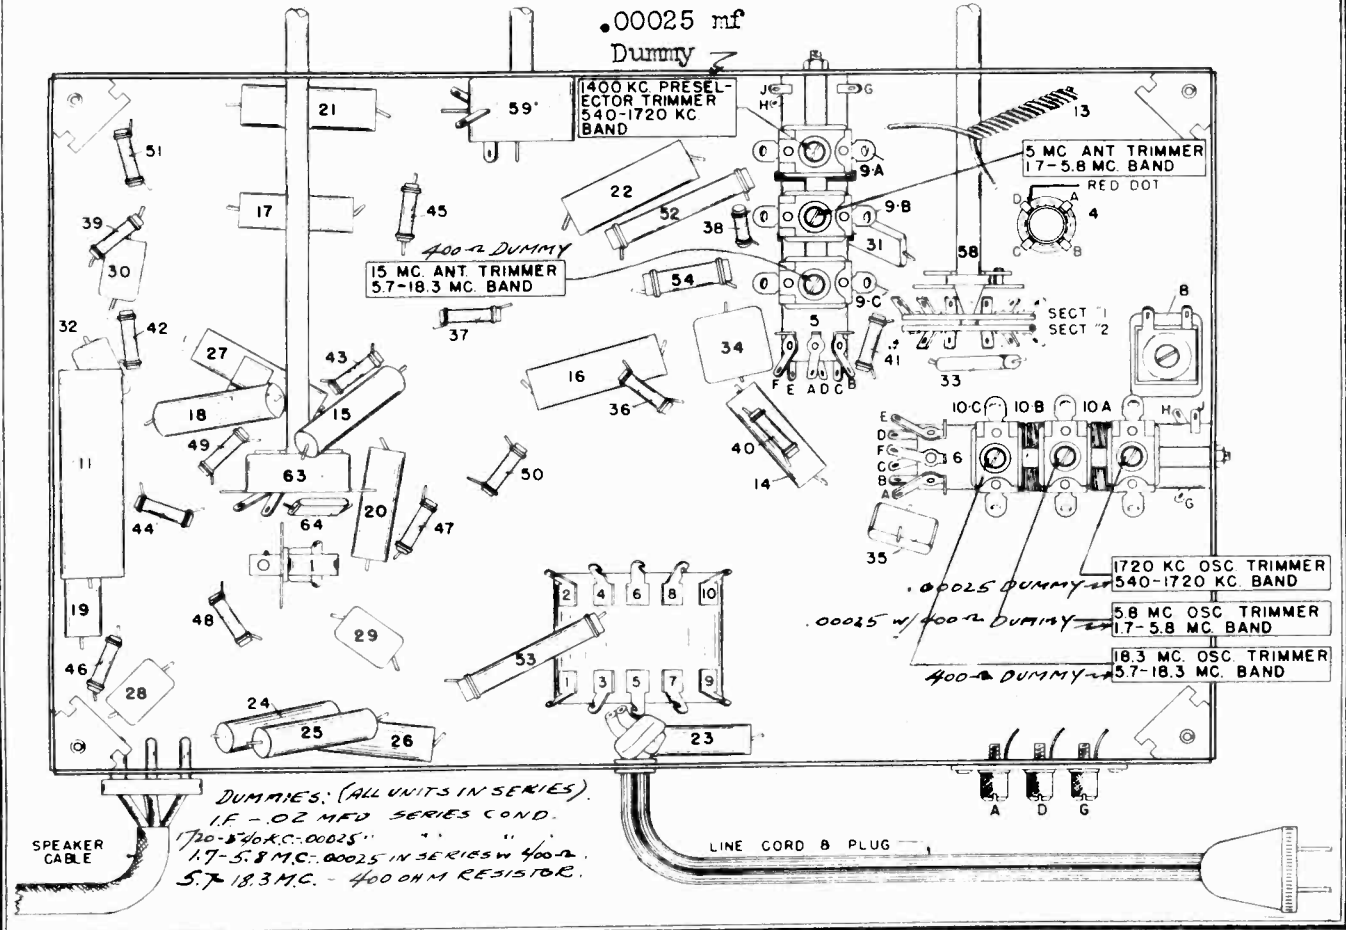 .00025 mf
Dummy
1400 KC. PRESEL-
ECTOR TRIMMER
540-1720 KC.
BAND
21
59
J
G
H
13
51
5 MC ANT TRIMMER
1.7-5.8 MC. BAND
9-A
RED DOT
D
A
4
C
B
22
52
38
9-B
31
58
39
17
45
30
400 Ω DUMMY
15 MC. ANT. TRIMMER
5.7-18.3 MC. BAND
54
9-C
8
32
42
37
5
SECT 1
SECT 2
27
43
34
41
33
16
36
F E A D C B
18
15
49
40
14
10-C 10-B 10A
H
J
E
D
F
C
B
A
6
G
11
63
50
44
64
20
47
35
1
1720 KC OSC. TRIMMER
540-1720 KC. BAND
.00025 DUMMY
5.8 MC OSC TRIMMER
1.7-5.8 MC. BAND
.00025 W/400 Ω DUMMY
18.3 MC. OSC. TRIMMER
5.7-18.3 MC. BAND
400 Ω DUMMY
19
48
29
2 4 6 8 10
53
1 3 5 7 9
46
28
24
25
26
23
A D G
DUMMIES: (ALL UNITS IN SERIES).
I.F - .02 MFD SERIES COND.
1720-540 K.C. - .00025 " " " .
1.7-5.8 M.C. .00025 IN SERIES W 400 Ω.
5.7-18.3 M.C. - 400 OHM RESISTOR.
SPEAKER
CABLE
LINE CORD & PLUG